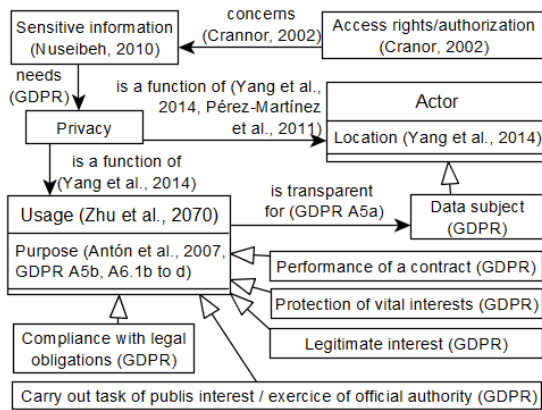 Sensitive information
(Nuseibeh, 2010)
concerns
(Crannor, 2002)
Access rights/authorization
(Cranor, 2002)
needs
(GDPR)
is a function of (Yang et al.,
2014, Pérez-Martínez
et al., 2011)
Actor
Location (Yang et al., 2014)
Privacy
is a function of
(Yang et al., 2014)
Usage (Zhu et al., 2070)
Purpose (Antón et al., 2007,
GDPR A5b, A6.1b to d)
is transparent
for (GDPR A5a)
Data subject
(GDPR)
Performance of a contract (GDPR)
Protection of vital interests (GDPR)
Legitimate interest (GDPR)
Compliance with legal
obligations (GDPR)
Carry out task of publis interest / exercice of official authority (GDPR)